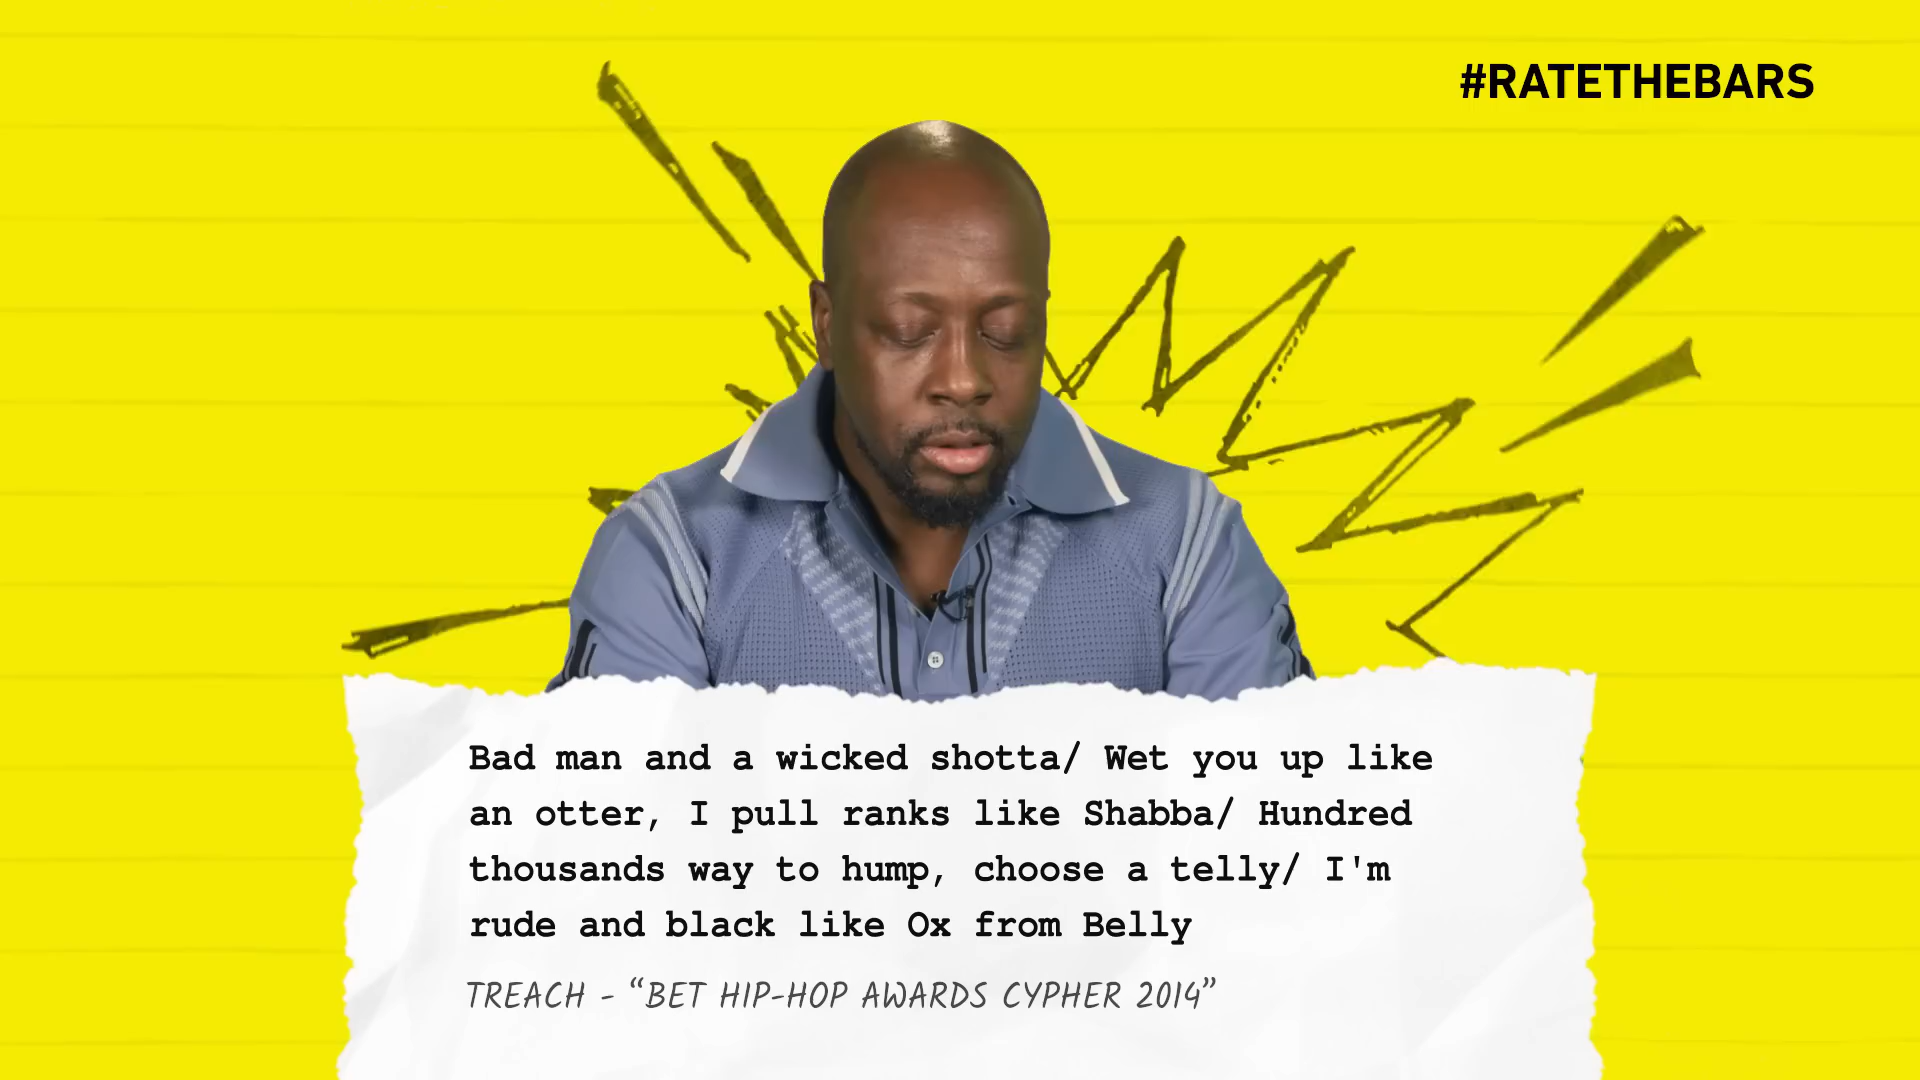 #RATETHEBARS
Bad man and a wicked shotta/ Wet you up like
an otter, I pull ranks like Shabba/ Hundred
thousands way to hump, choose a telly/ I'm
rude and black like Ox from Belly
TREACH - “BET HIP-HOP AWARDS CYPHER 2014”